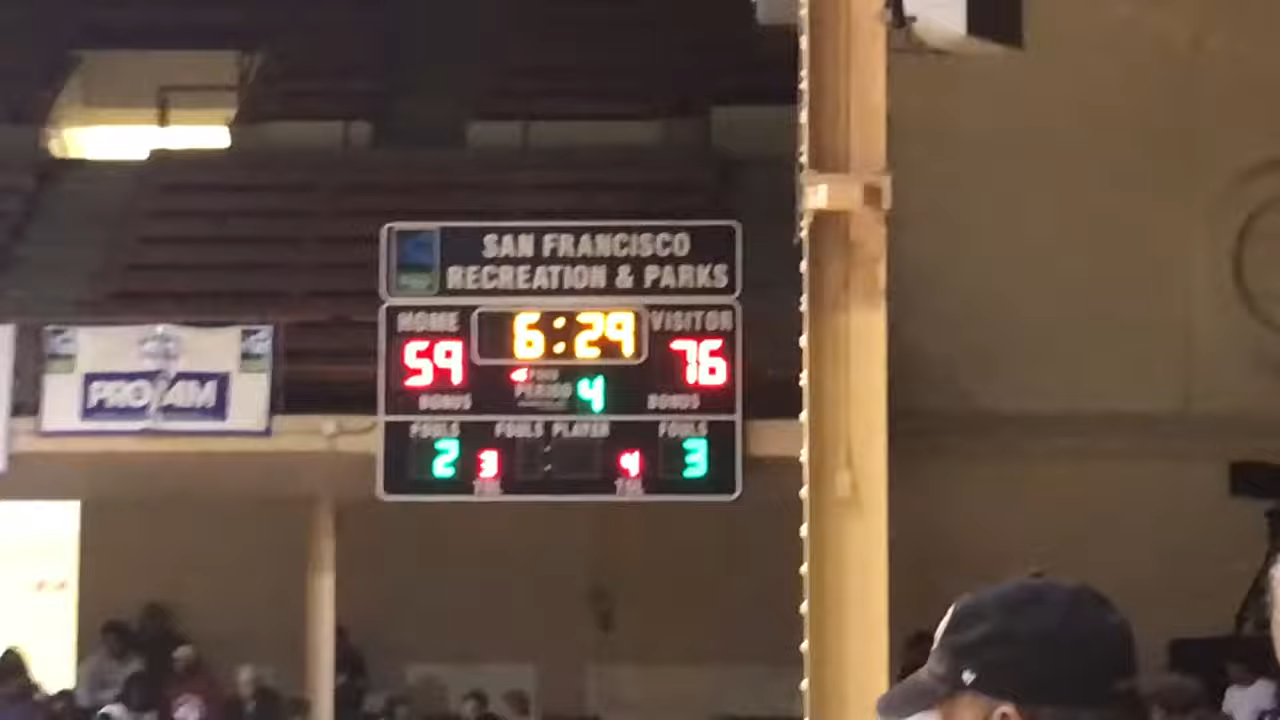 SAN FRANCISCO
RECREATION & PARKS
HOME 6:29 VISITOR
59 76
PERIOD 4
BONUS BONUS
FOULS FOULS PLAYER FOULS
2 3 4 3
PRO AM